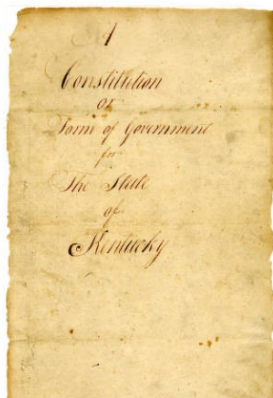 A
Constitution
or
Form of Government
for
The State
of
Kentucky